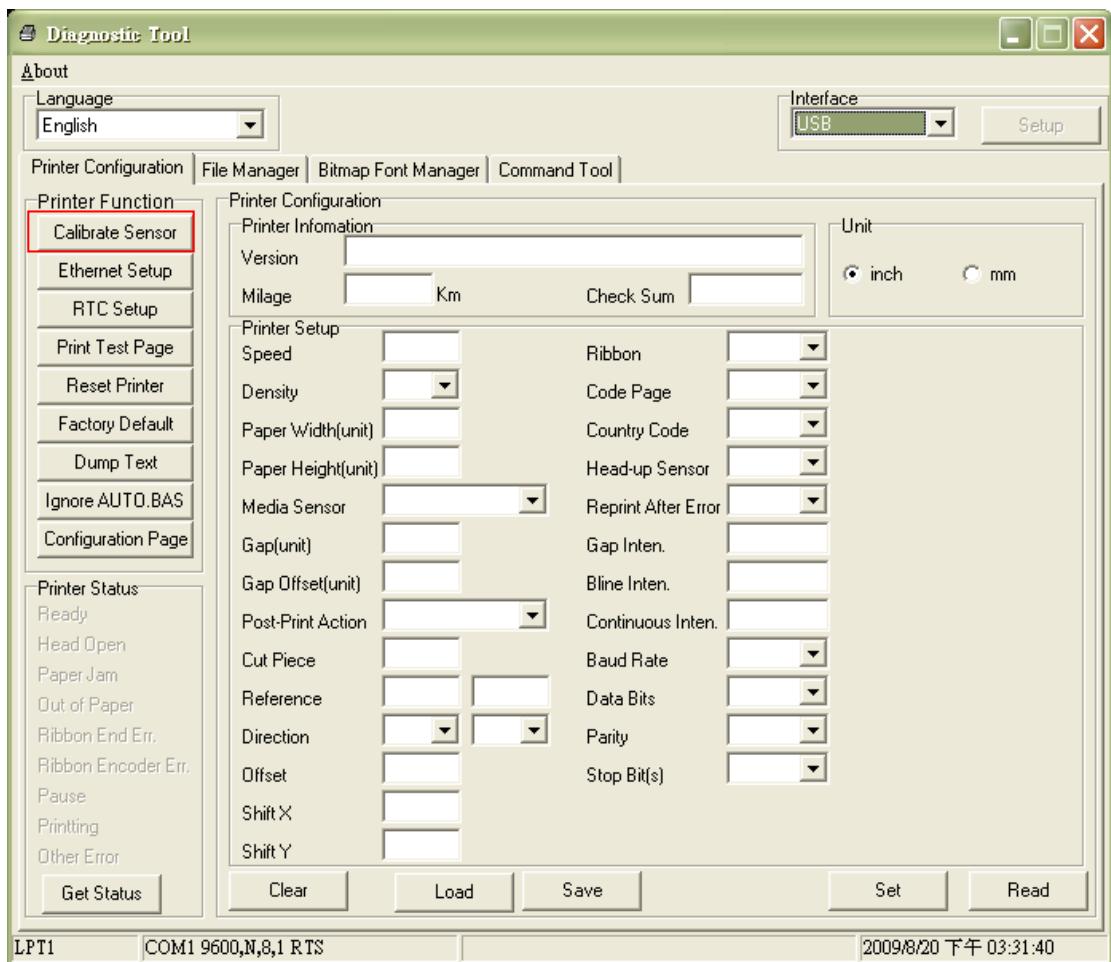 Diagnostic Tool
About
Language
English
Interface
USB
Setup
Printer Configuration
File Manager
Bitmap Font Manager
Command Tool
Printer Function
Calibrate Sensor
Ethernet Setup
RTC Setup
Print Test Page
Reset Printer
Factory Default
Dump Text
Ignore AUTO.BAS
Configuration Page
Printer Status
Ready
Head Open
Paper Jam
Out of Paper
Ribbon End Err.
Ribbon Encoder Err.
Pause
Printting
Other Error
Get Status
Printer Configuration
Printer Infomation
Version
Milage
Km
Check Sum
Unit
inch
mm
Printer Setup
Speed
Density
Paper Width(unit)
Paper Height(unit)
Media Sensor
Gap(unit)
Gap Offset(unit)
Post-Print Action
Cut Piece
Reference
Direction
Offset
Shift X
Shift Y
Ribbon
Code Page
Country Code
Head-up Sensor
Reprint After Error
Gap Inten.
Bline Inten.
Continuous Inten.
Baud Rate
Data Bits
Parity
Stop Bit(s)
Clear
Load
Save
Set
Read
LPT1
COM1 9600,N,8,1 RTS
2009/8/20 下午 03:31:40